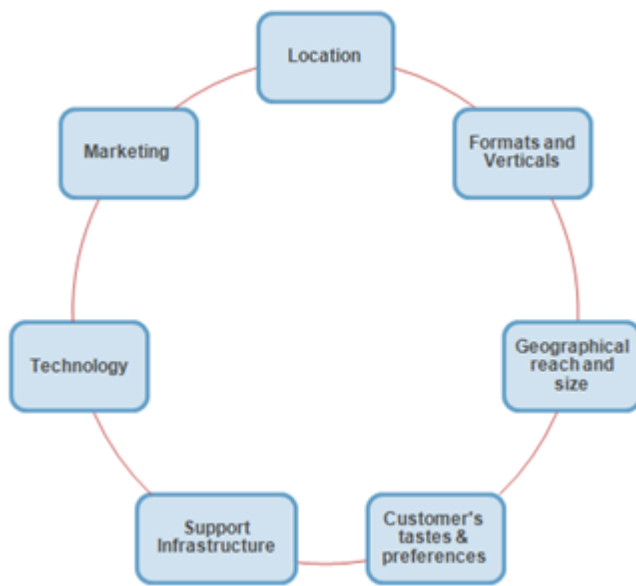 Location
Formats and
Verticals
Geographical
reach and
size
Customer's
tastes &
preferences
Support
Infrastructure
Technology
Marketing